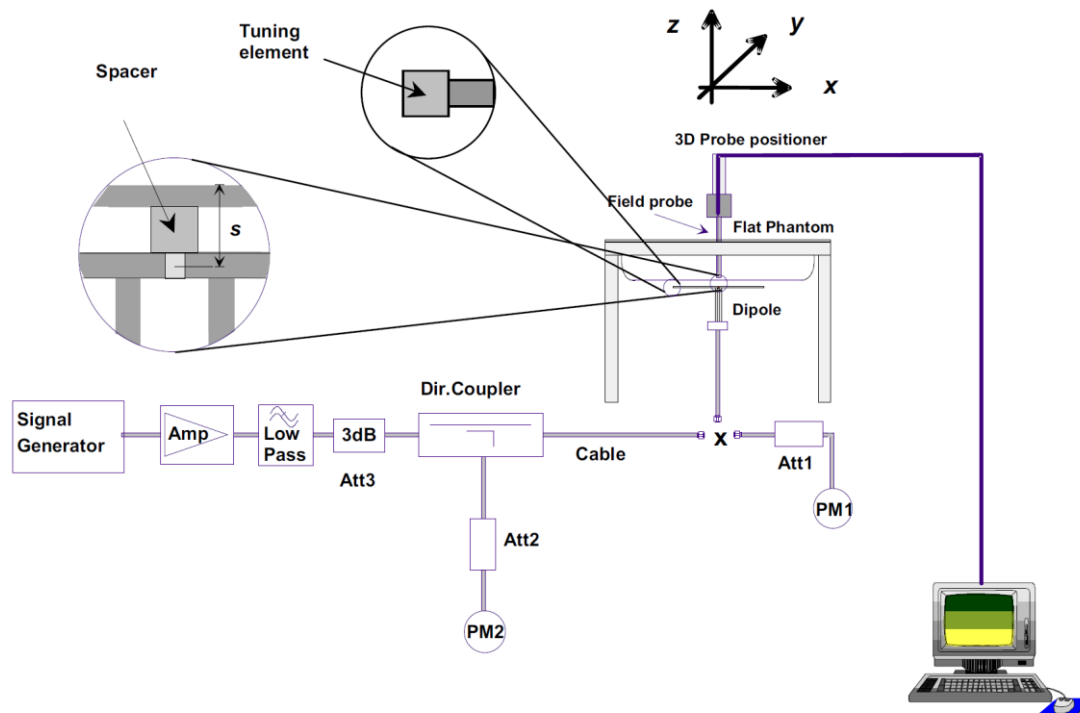 Tuning
element
Spacer
s
z
y
x
3D Probe positioner
Field probe
Flat Phantom
Dipole
Signal
Generator
Amp
Low
Pass
3dB
Att3
Dir.Coupler
Cable
x
Att1
PM1
Att2
PM2